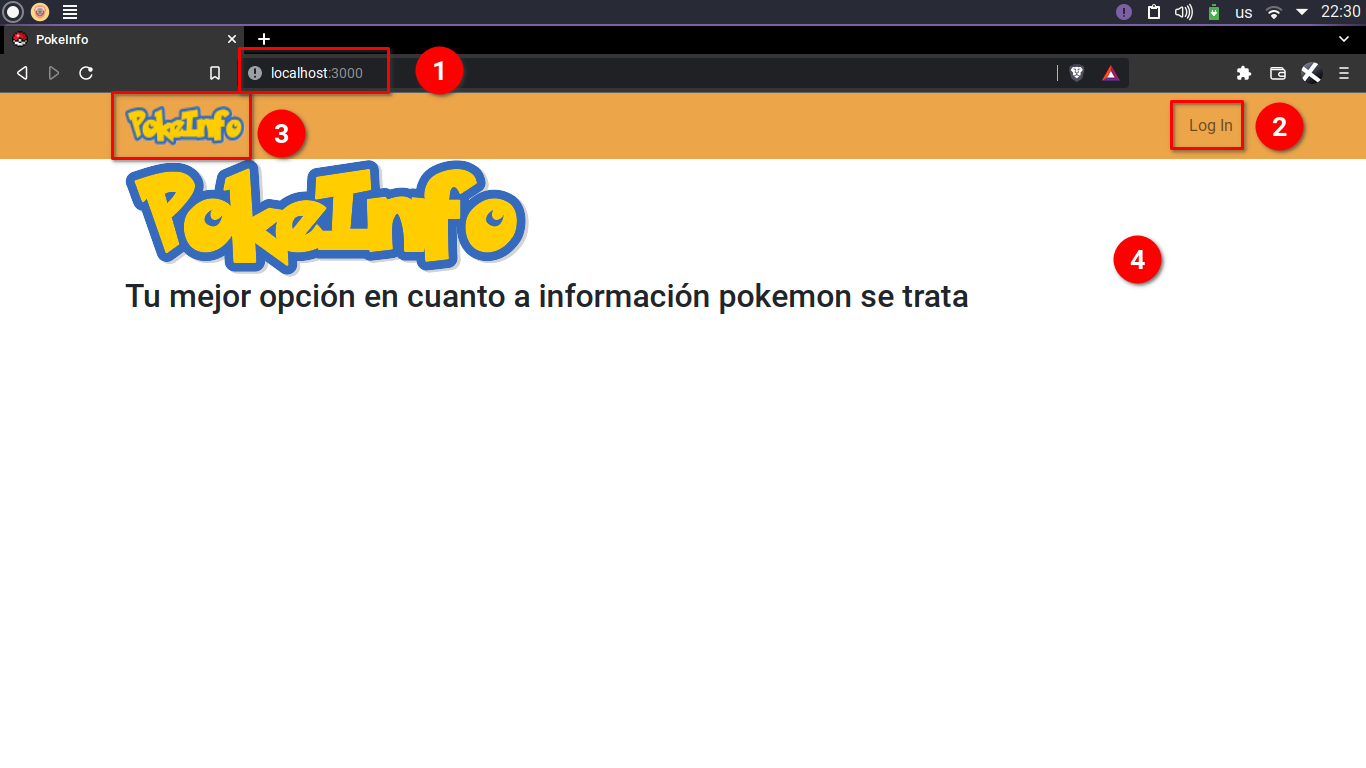 us 22:30
PokeInfo
localhost:3000 1
PokeInfo 3 Log In 2
PokeInfo
4
Tu mejor opción en cuanto a información pokemon se trata